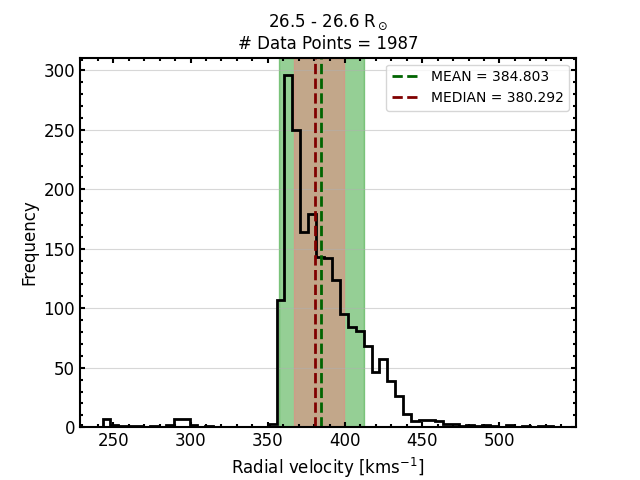 26.5 - 26.6 R☉
# Data Points = 1987
MEAN = 384.803
MEDIAN = 380.292
300
250
200
150
100
50
0
Frequency
250 300 350 400 450 500
Radial velocity [kms⁻¹]